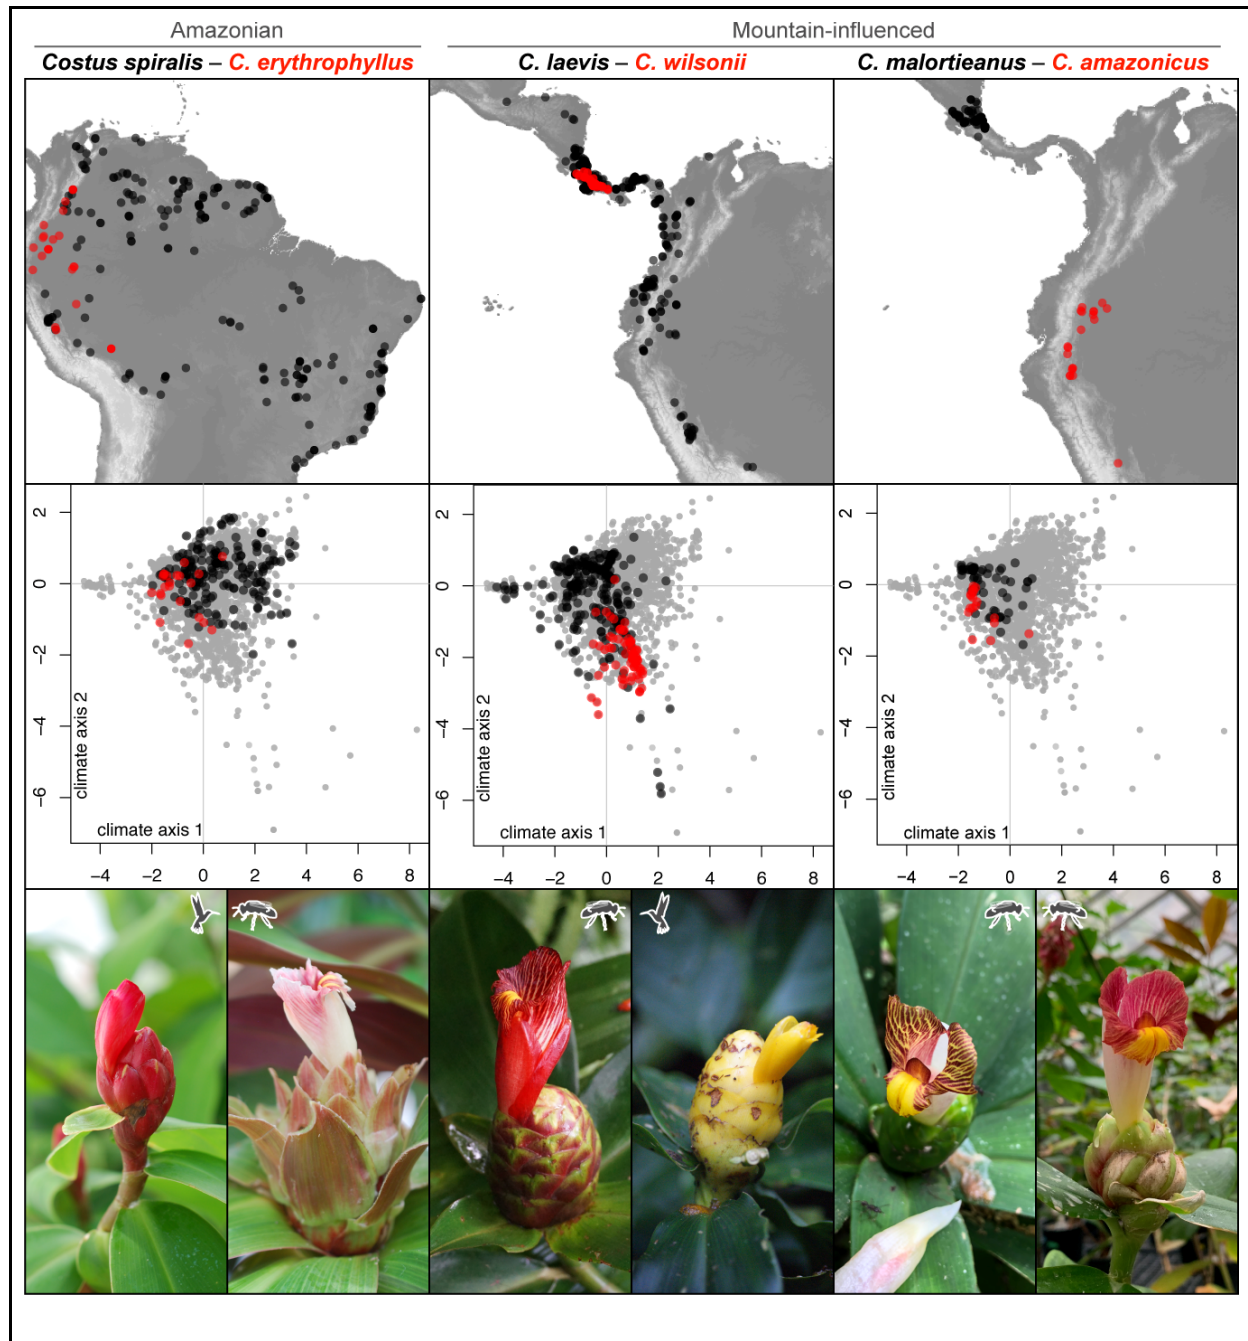 Amazonian
Mountain-influenced
Costus spiralis – C. erythrophyllus
C. laevis – C. wilsonii
C. malortieanus – C. amazonicus
2
0
−2
−4
−6
climate axis 2
climate axis 1
−4 −2 0 2 4 6 8
2
0
−2
−4
−6
climate axis 2
climate axis 1
−4 −2 0 2 4 6 8
2
0
−2
−4
−6
climate axis 2
climate axis 1
−4 −2 0 2 4 6 8